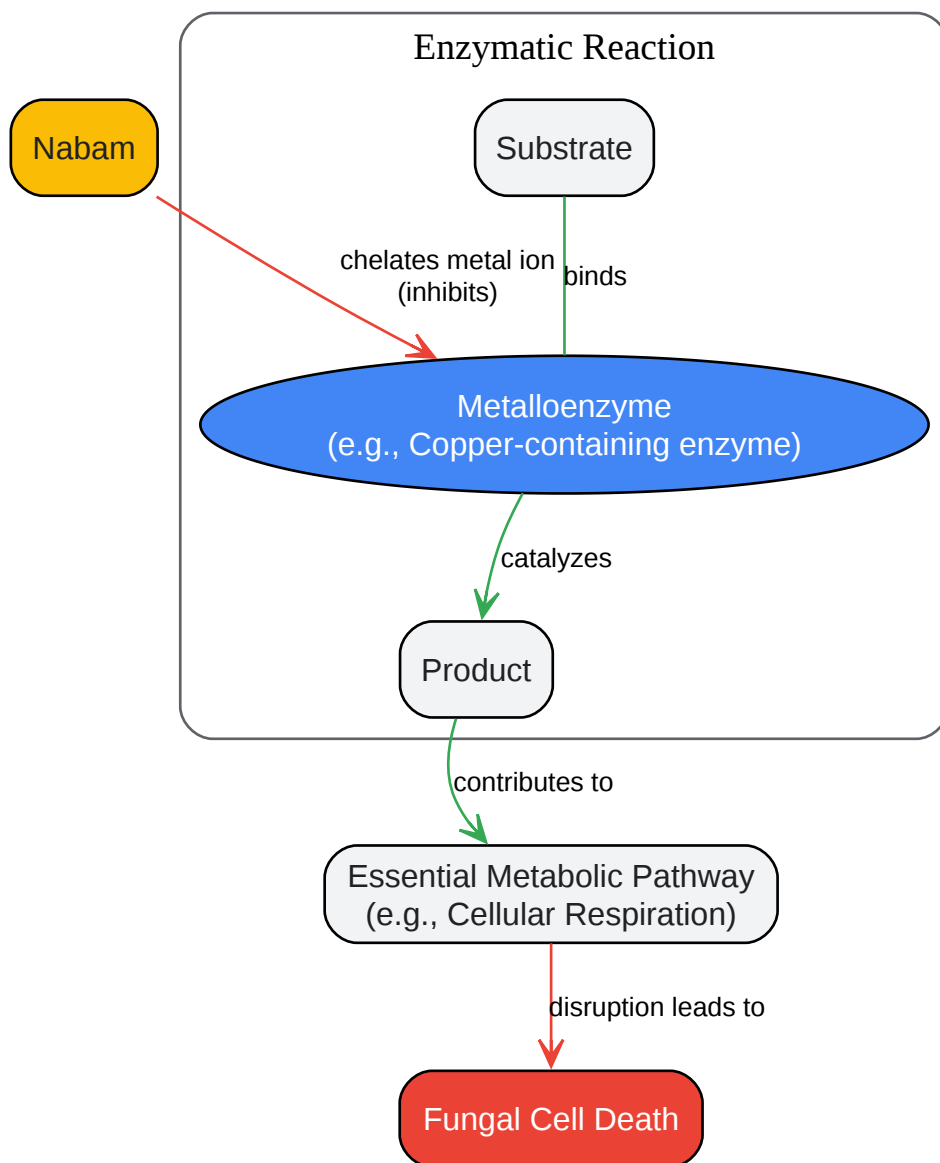 Enzymatic Reaction
Nabam
Substrate
chelates metal ion
(inhibits)
binds
Metalloenzyme
(e.g., Copper-containing enzyme)
catalyzes
Product
contributes to
Essential Metabolic Pathway
(e.g., Cellular Respiration)
disruption leads to
Fungal Cell Death